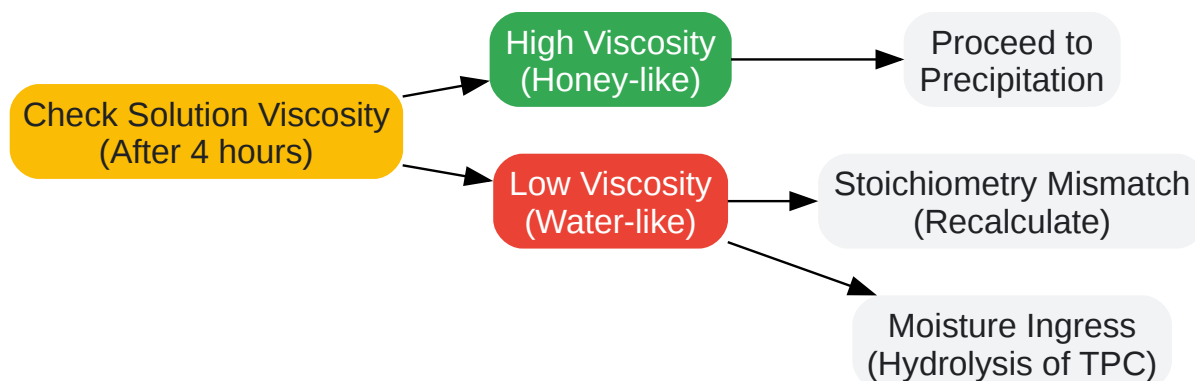 Check Solution Viscosity
(After 4 hours)
High Viscosity
(Honey-like)
Proceed to
Precipitation
Low Viscosity
(Water-like)
Stoichiometry Mismatch
(Recalculate)
Moisture Ingress
(Hydrolysis of TPC)